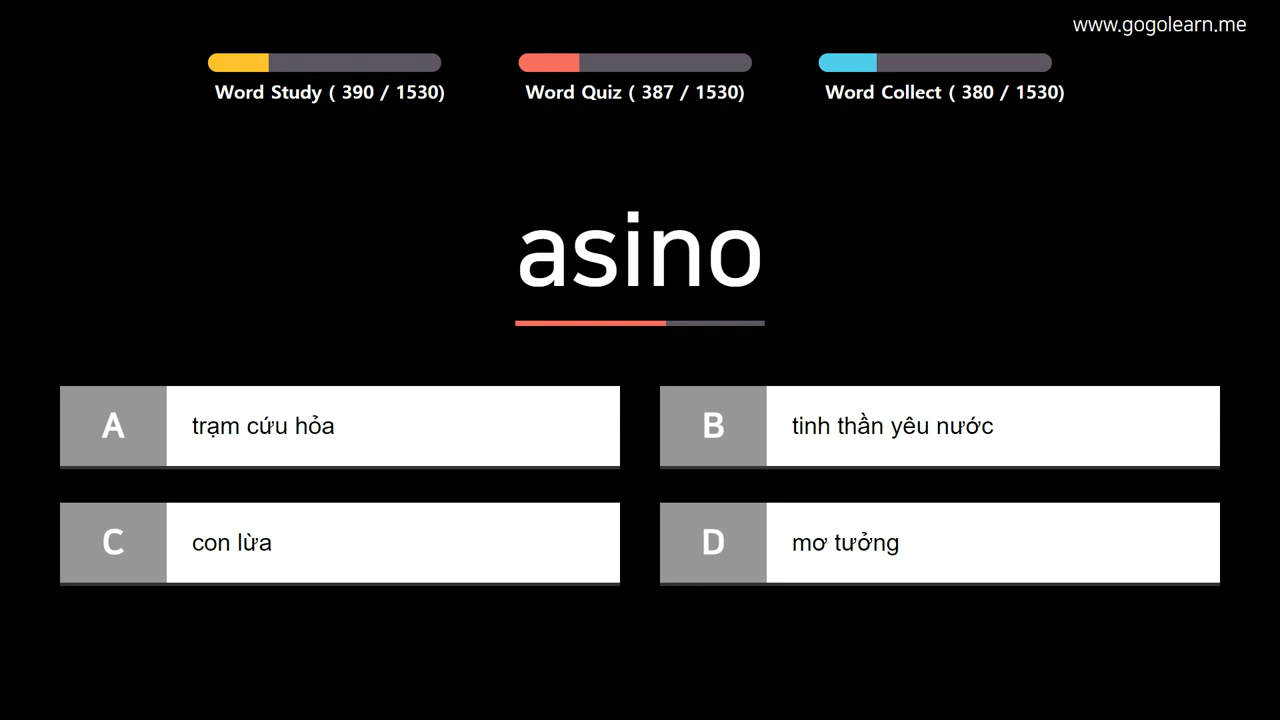 www.gogolearn.me
Word Study ( 390 / 1530)
Word Quiz ( 387 / 1530)
Word Collect ( 380 / 1530)
asino
A
trạm cứu hỏa
B
tinh thần yêu nước
C
con lừa
D
mơ tưởng